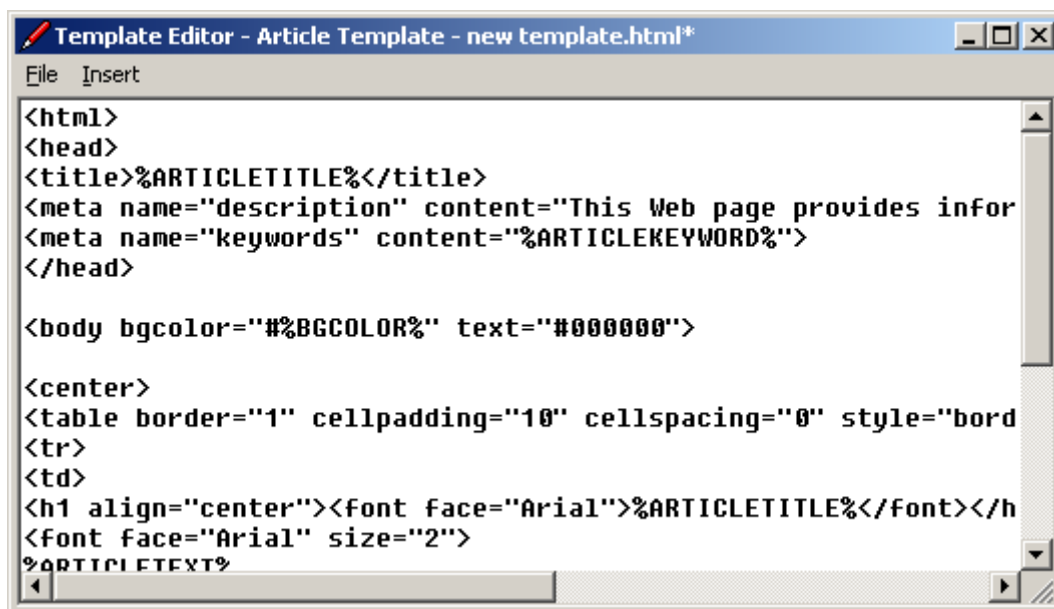 Template Editor - Article Template - new template.html*
File Insert
<html>
<head>
<title>%ARTICLETITLE%</title>
<meta name="description" content="This Web page provides infor
<meta name="keywords" content="%ARTICLEKEYWORD%">
</head>
<body bgcolor="#%BGCOLOR%" text="#000000">
<center>
<table border="1" cellpadding="10" cellspacing="0" style="bord
<tr>
<td>
<h1 align="center"><font face="Arial">%ARTICLETITLE%</font></h
<font face="Arial" size="2">
%ARTICLETEXT%